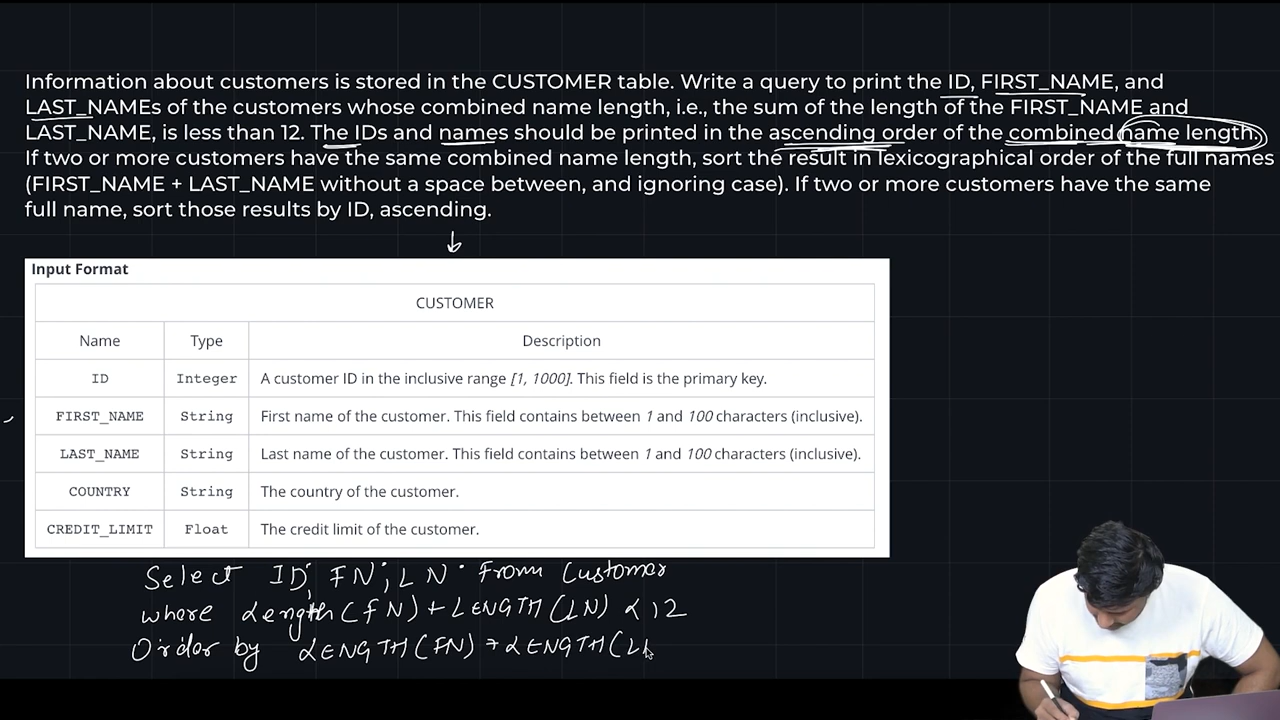 Information about customers is stored in the CUSTOMER table. Write a query to print the ID, FIRST_NAME, and
LAST_NAMEs of the customers whose combined name length, i.e., the sum of the length of the FIRST_NAME and
LAST_NAME, is less than 12. The IDs and names should be printed in the ascending order of the combined name length.
If two or more customers have the same combined name length, sort the result in lexicographical order of the full names
(FIRST_NAME + LAST_NAME without a space between, and ignoring case). If two or more customers have the same
full name, sort those results by ID, ascending.
Input Format
CUSTOMER
Name Type Description
ID Integer A customer ID in the inclusive range [1, 1000]. This field is the primary key.
FIRST_NAME String First name of the customer. This field contains between 1 and 100 characters (inclusive).
LAST_NAME String Last name of the customer. This field contains between 1 and 100 characters (inclusive).
COUNTRY String The country of the customer.
CREDIT_LIMIT Float The credit limit of the customer.
Select ID, FN, LN. From Customer
where Length(FN) + LENGTH(LN) < 12
Order by LENGTH(FN) + LENGTH(LN